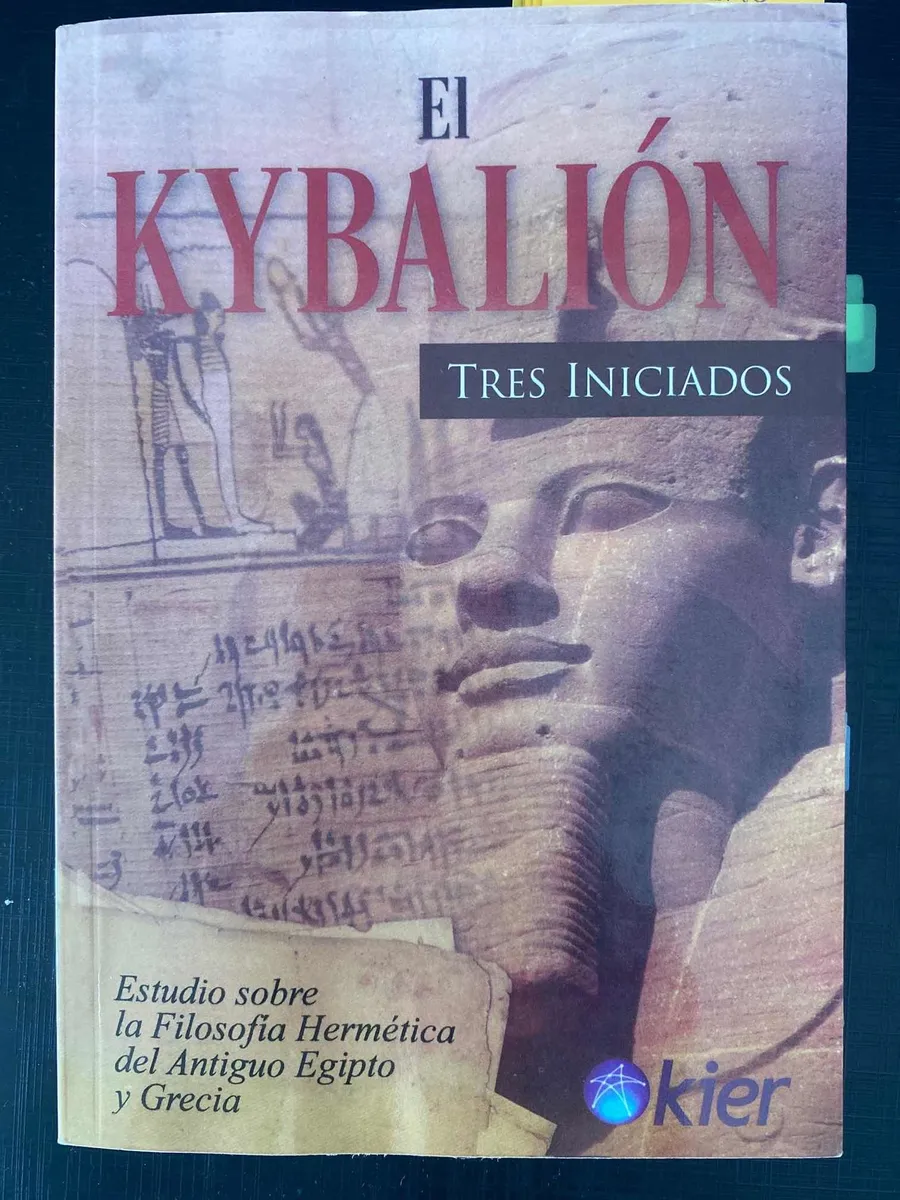 El
KYBALIÓN
TRES INICIADOS
Estudio sobre
la Filosofía Hermética
del Antiguo Egipto
y Grecia
kier